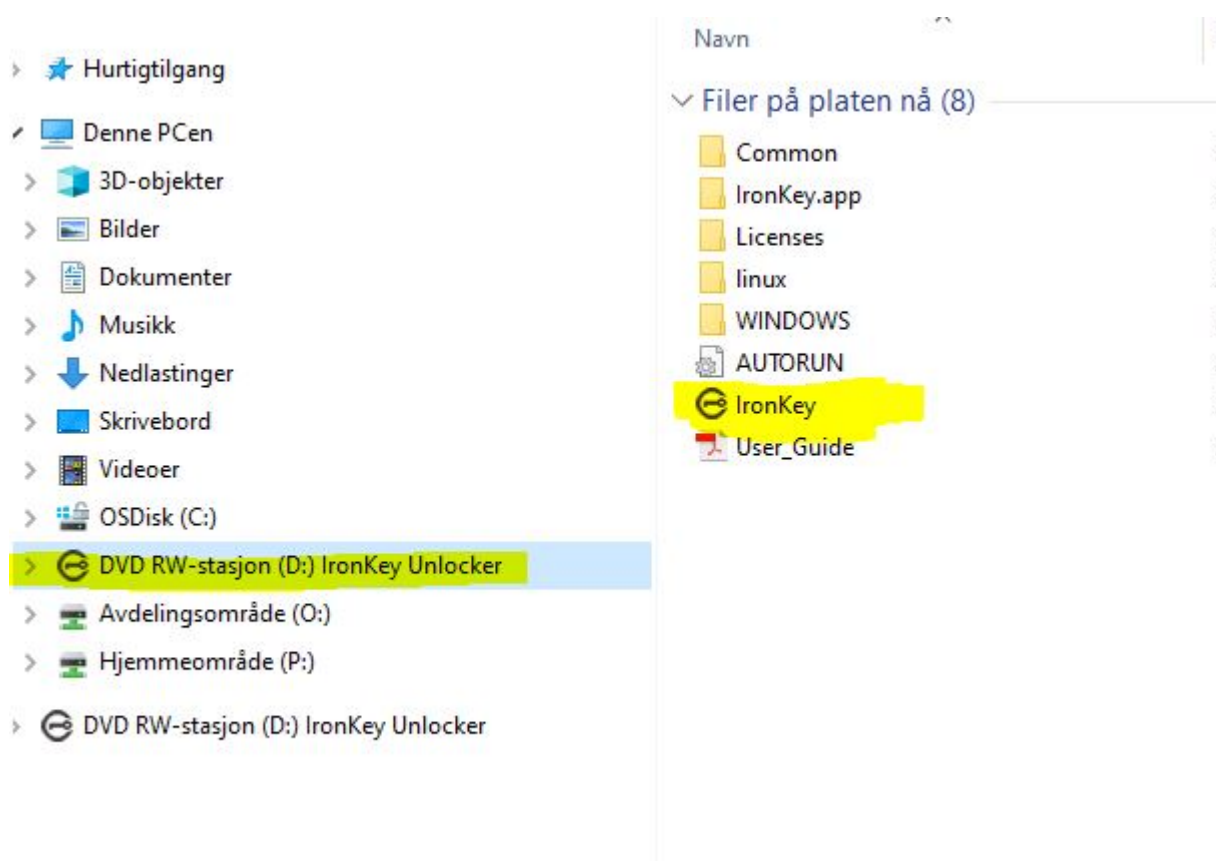 Hurtigtilgang
Denne PCen
3D-objekter
Bilder
Dokumenter
Musikk
Nedlastinger
Skrivebord
Videoer
OSDisk (C:)
DVD RW-stasjon (D:) IronKey Unlocker
Avdelingsområde (O:)
Hjemmeområde (P:)
DVD RW-stasjon (D:) IronKey Unlocker
Navn
Filer på platen nå (8)
Common
IronKey.app
Licenses
linux
WINDOWS
AUTORUN
IronKey
User_Guide